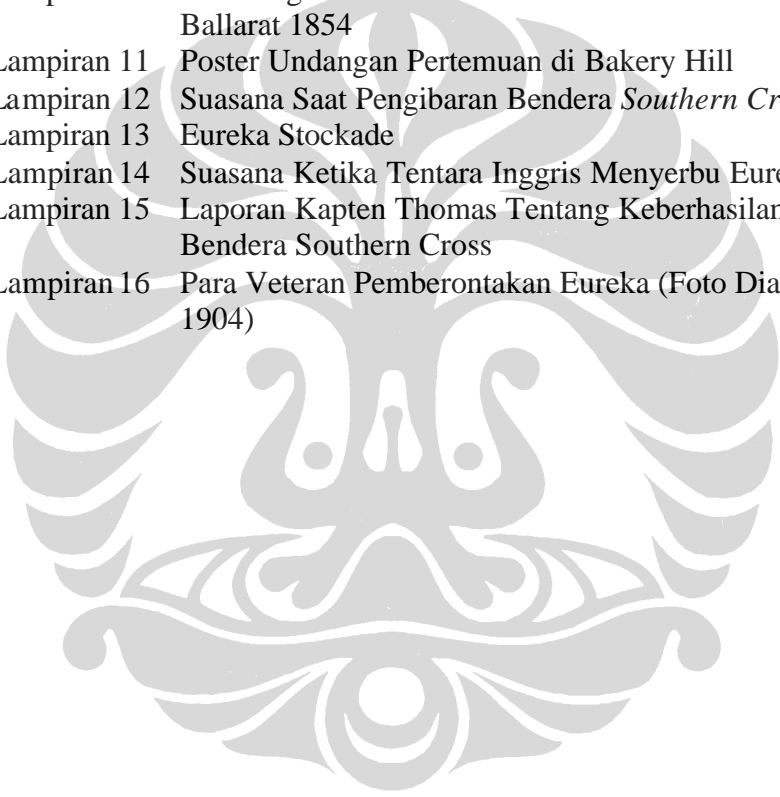 Ballarat 1854
Lampiran 11 Poster Undangan Pertemuan di Bakery Hill
Lampiran 12 Suasana Saat Pengibaran Bendera Southern Cr
Lampiran 13 Eureka Stockade
Lampiran 14 Suasana Ketika Tentara Inggris Menyerbu Eure
Lampiran 15 Laporan Kapten Thomas Tentang Keberhasilan
Bendera Southern Cross
Lampiran 16 Para Veteran Pemberontakan Eureka (Foto Dia
1904)